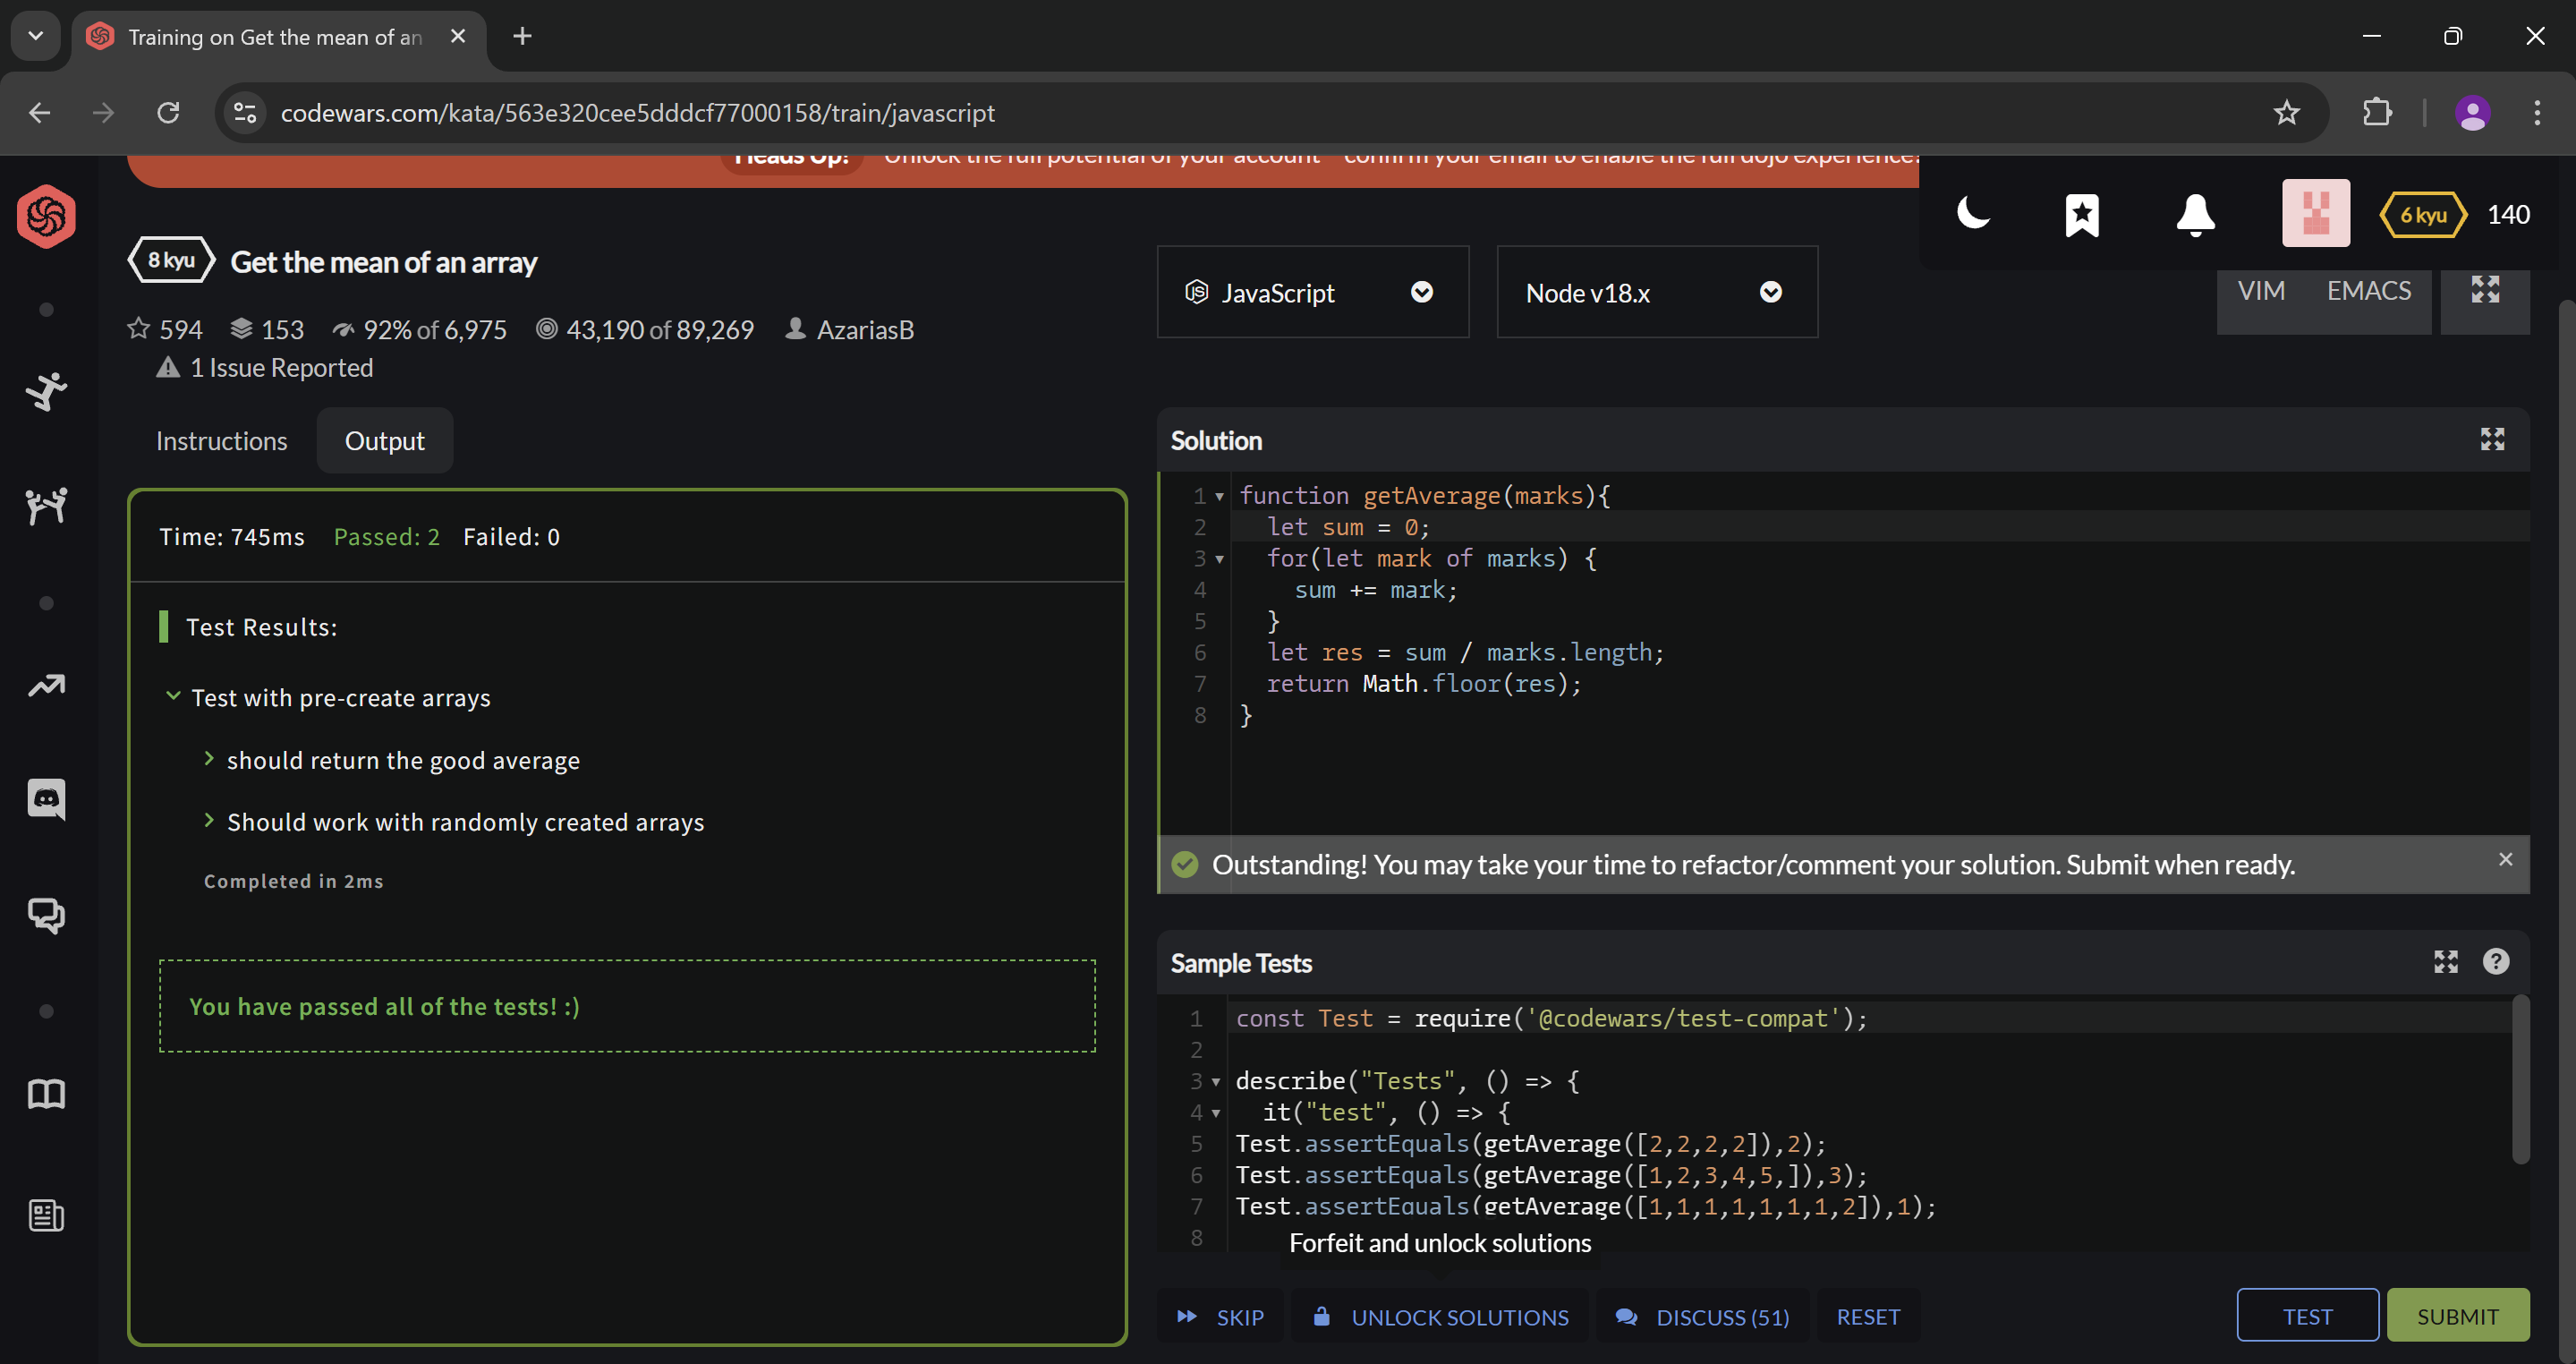 Training on Get the mean of an
codewars.com/kata/563e320cee5dddcf77000158/train/javascript
Heads Up! Unlock the full potential of your account confirm your email to enable the full dojo experience.
6 kyu 140
8 kyu Get the mean of an array
594 153 92% of 6,975 43,190 of 89,269 AzariasB
1 Issue Reported
JavaScript
Node v18.x
VIM EMACS
Instructions Output
Time: 745ms Passed: 2 Failed: 0
Test Results:
Test with pre-create arrays
should return the good average
Should work with randomly created arrays
Completed in 2ms
You have passed all of the tests! :)
Solution
1 function getAverage(marks){
2 let sum = 0;
3 for(let mark of marks) {
4 sum += mark;
5 }
6 let res = sum / marks.length;
7 return Math.floor(res);
8 }
Outstanding! You may take your time to refactor/comment your solution. Submit when ready.
Sample Tests
1 const Test = require('@codewars/test-compat');
2
3 describe("Tests", () => {
4 it("test", () => {
5 Test.assertEquals(getAverage([2,2,2,2]),2);
6 Test.assertEquals(getAverage([1,2,3,4,5,]),3);
7 Test.assertEquals(getAverage([1,1,1,1,1,1,1,2]),1);
8
Forfeit and unlock solutions
SKIP UNLOCK SOLUTIONS DISCUSS (51) RESET TEST SUBMIT